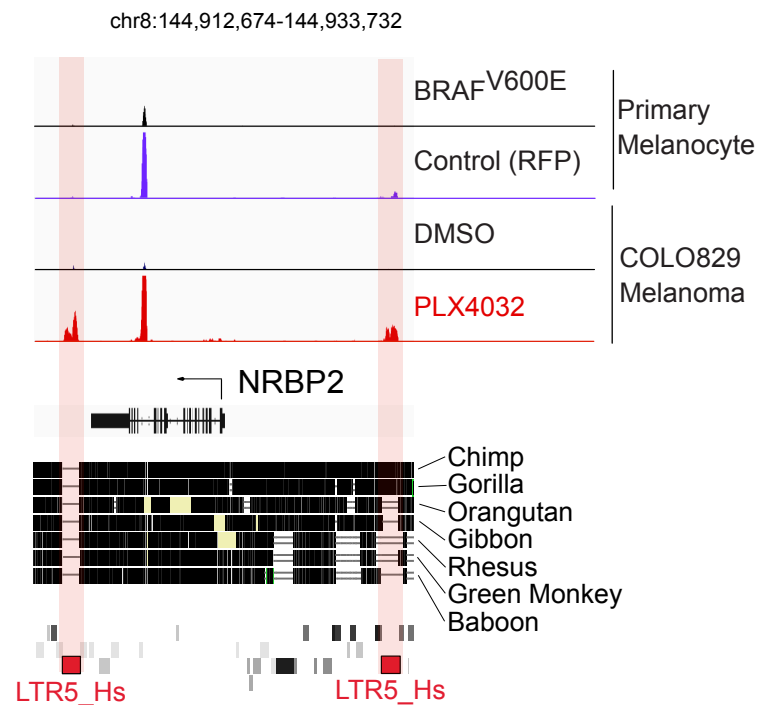 chr8:144,912,674-144,933,732
BRAFV600E
Control (RFP)
Primary
Melanocyte
DMSO
PLX4032
COLO829
Melanoma
NRBP2
Chimp
Gorilla
Orangutan
Gibbon
Rhesus
Green Monkey
Baboon
LTR5_Hs
LTR5_Hs